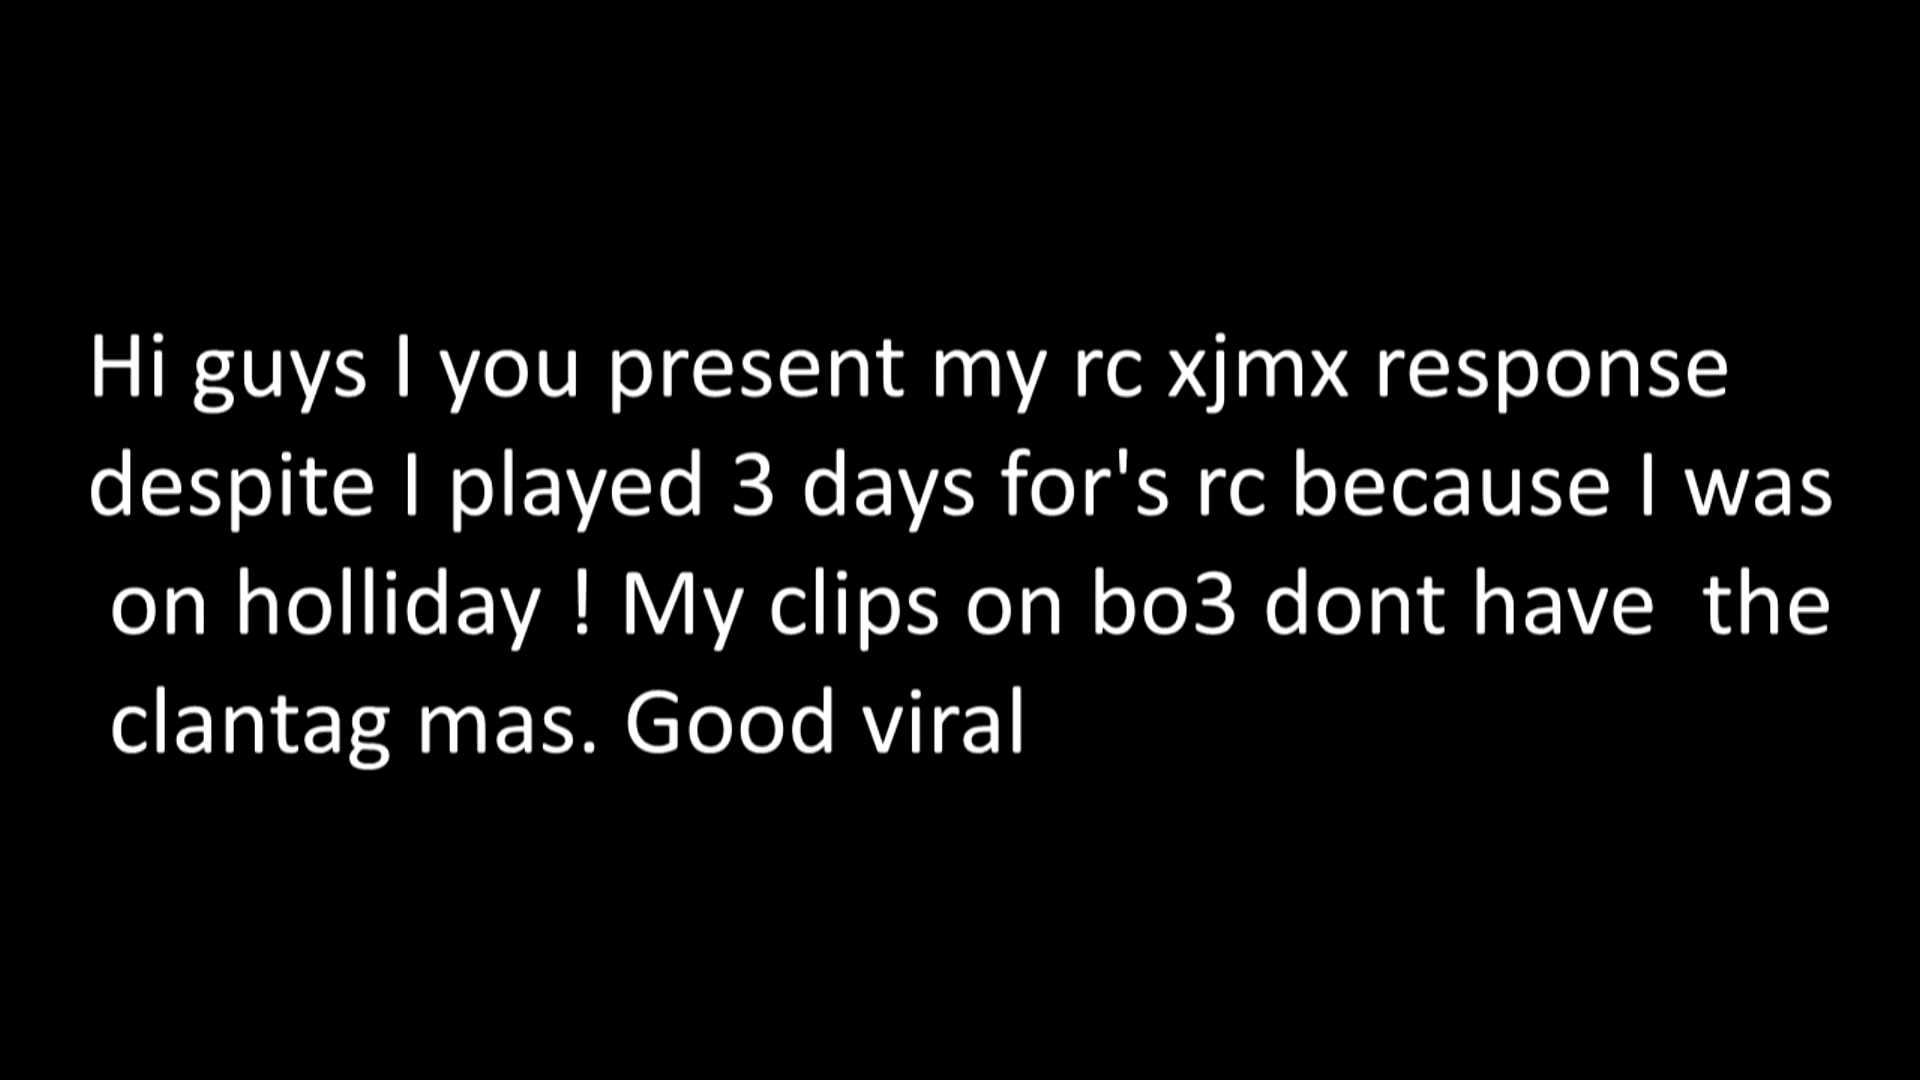 Hi guys I you present my rc xjmx response
despite I played 3 days for's rc because I was
on holliday ! My clips on bo3 dont have  the
clantag mas. Good viral